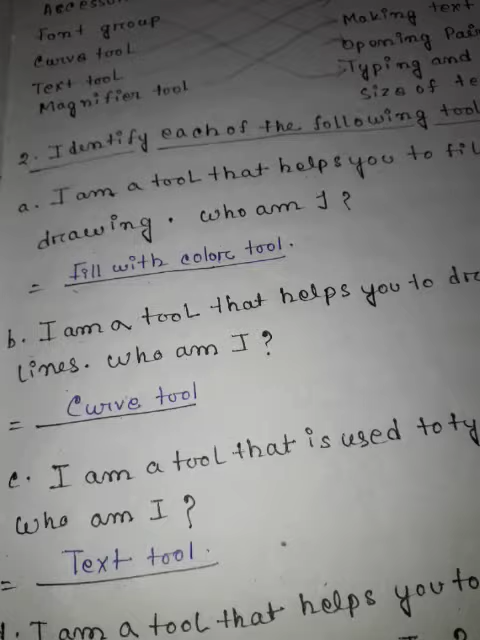 Making text
Font group
Opening Pai
Curve tool
Typing and
Text tool
Size of te
Magnifier tool
2. Identify each of the following tool
a. I am a tool that helps you to fil
drawing. who am I?
= fill with colore tool.
b. I am a tool that helps you to dra
lines. who am I?
= Curve tool
c. I am a tool that is used to ty
who am I?
= Text tool.
d. I am a tool that helps you to